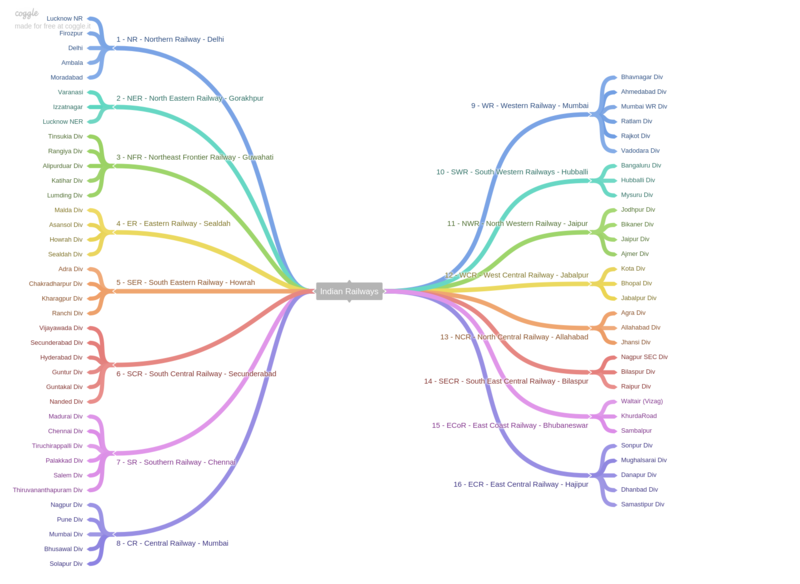 coggle
made for free at coggle.it
Lucknow NR
Firozpur
Delhi
Ambala
Moradabad
1 - NR - Northern Railway - Delhi
Varanasi
Izzatnagar
Lucknow NER
2 - NER - North Eastern Railway - Gorakhpur
Tinsukia Div
Rangiya Div
Alipurduar Div
Katihar Div
Lumding Div
3 - NFR - Northeast Frontier Railway - Guwahati
Malda Div
Asansol Div
Howrah Div
Sealdah Div
4 - ER - Eastern Railway - Sealdah
Adra Div
Chakradharpur Div
Kharagpur Div
Ranchi Div
5 - SER - South Eastern Railway - Howrah
Vijayawada Div
Secunderabad Div
Hyderabad Div
Guntur Div
Guntakal Div
Nanded Div
6 - SCR - South Central Railway - Secunderabad
Madurai Div
Chennai Div
Tiruchirappalli Div
Palakkad Div
Salem Div
Thiruvananthapuram Div
7 - SR - Southern Railway - Chennai
Nagpur Div
Pune Div
Mumbai Div
Bhusawal Div
Solapur Div
8 - CR - Central Railway - Mumbai
Indian Railways
9 - WR - Western Railway - Mumbai
Bhavnagar Div
Ahmedabad Div
Mumbai WR Div
Ratlam Div
Rajkot Div
Vadodara Div
10 - SWR - South Western Railways - Hubballi
Bangaluru Div
Hubballi Div
Mysuru Div
11 - NWR - North Western Railway - Jaipur
Jodhpur Div
Bikaner Div
Jaipur Div
Ajmer Div
12 - WCR - West Central Railway - Jabalpur
Kota Div
Bhopal Div
Jabalpur Div
13 - NCR - North Central Railway - Allahabad
Agra Div
Allahabad Div
Jhansi Div
14 - SECR - South East Central Railway - Bilaspur
Nagpur SEC Div
Bilaspur Div
Raipur Div
15 - ECoR - East Coast Railway - Bhubaneswar
Waltair (Vizag)
KhurdaRoad
Sambalpur
16 - ECR - East Central Railway - Hajipur
Sonpur Div
Mughalsarai Div
Danapur Div
Dhanbad Div
Samastipur Div